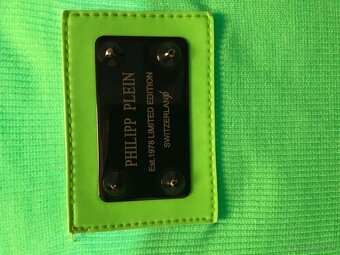 PHILIPP PLEIN
Est.1978 LIMITED EDITION
SWITZERLAND